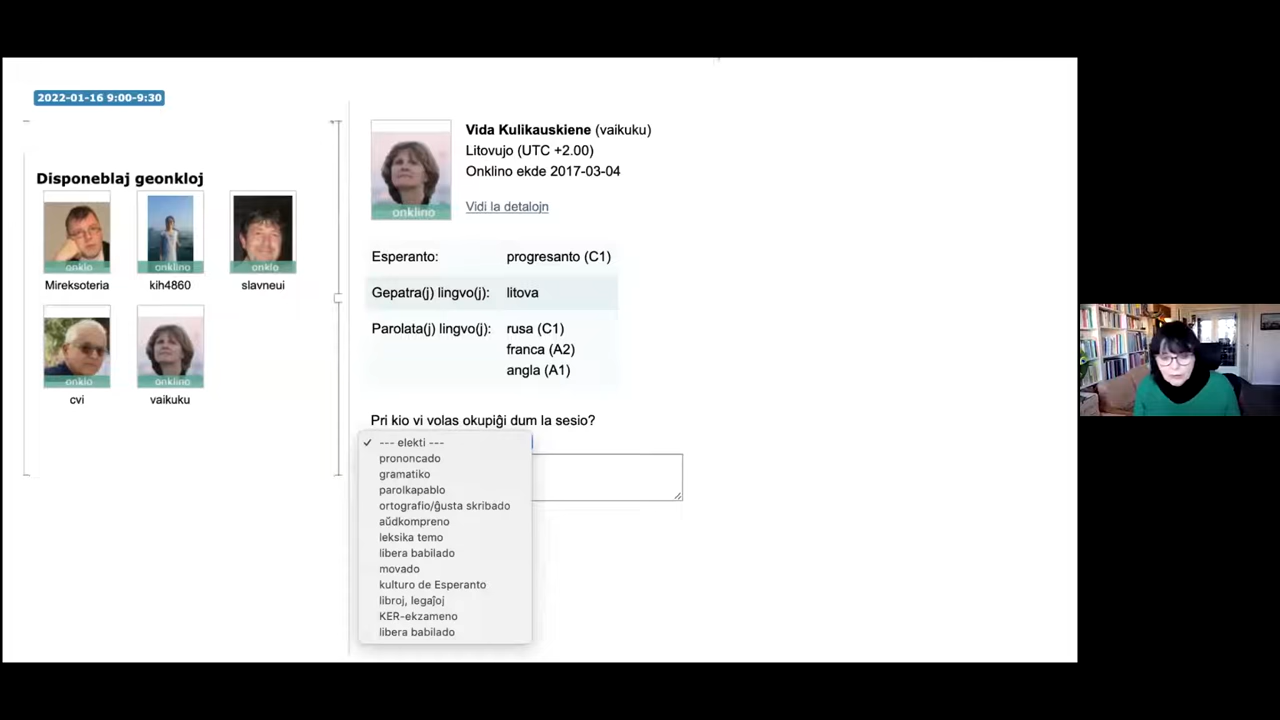 2022-01-16 9:00-9:30
Disponeblaj geonkloj
onklo
onklino
onklo
Mireksoteria
kih4860
slavneui
onklo
onklino
cvi
vaikuku
onklino
Vida Kulikauskiene (vaikuku)
Litovujo (UTC +2.00)
Onklino ekde 2017-03-04
Vidi la detalojn
Esperanto: progresanto (C1)
Gepatra(j) lingvo(j): litova
Parolata(j) lingvo(j): rusa (C1)
franca (A2)
angla (A1)
Pri kio vi volas okupiĝi dum la sesio?
✓ --- elekti ---
prononcado
gramatiko
parolkapablo
ortografio/ĝusta skribado
aŭdkompreno
leksika temo
libera babilado
movado
kulturo de Esperanto
libroj, legaĵoj
KER-ekzameno
libera babilado